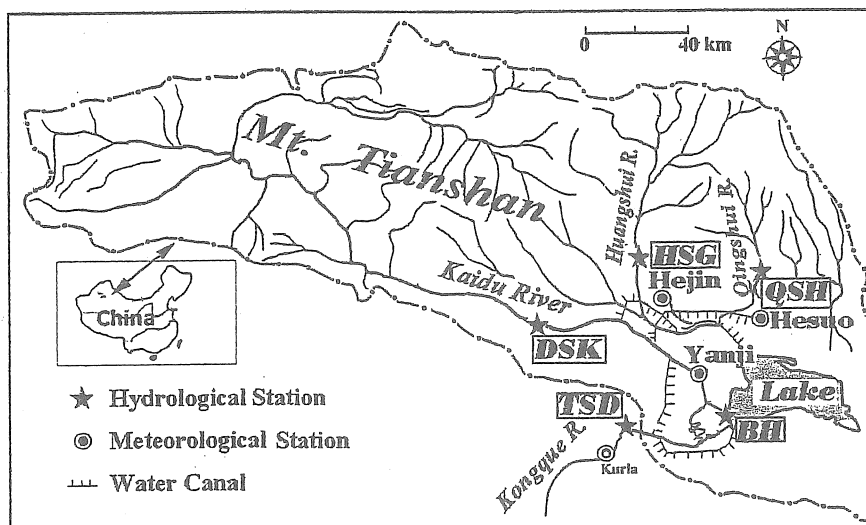 0 40 km
N
Mt. Tianshan
Huangshui R.
Qingshui R.
HSG
Hejin
QSH
Hesuo
Kaidu River
DSK
China
Yanji
Lake
TSD
BH
Kongque R.
Kurla
Hydrological Station
Meteorological Station
Water Canal